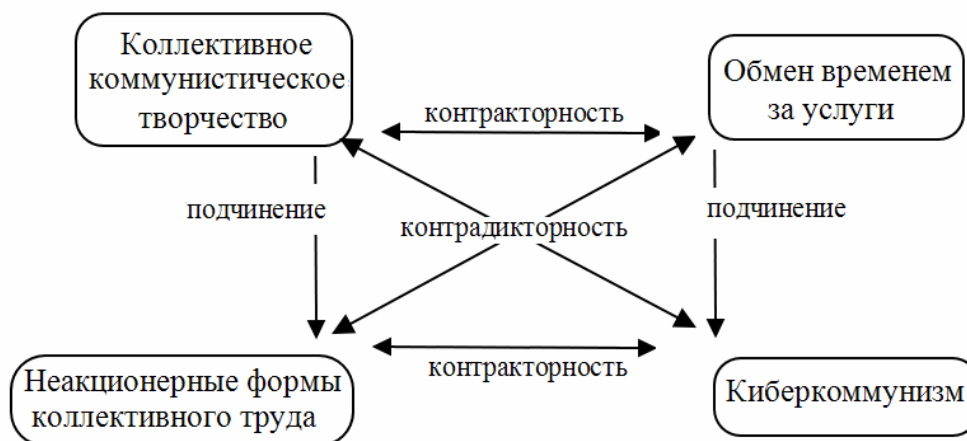 Коллективное
коммунистическое
творчество
Обмен временем
за услуги
контракторность
подчинение
контрадикторность
подчинение
контракторность
Неакционерные формы
коллективного труда
Киберкоммунизм